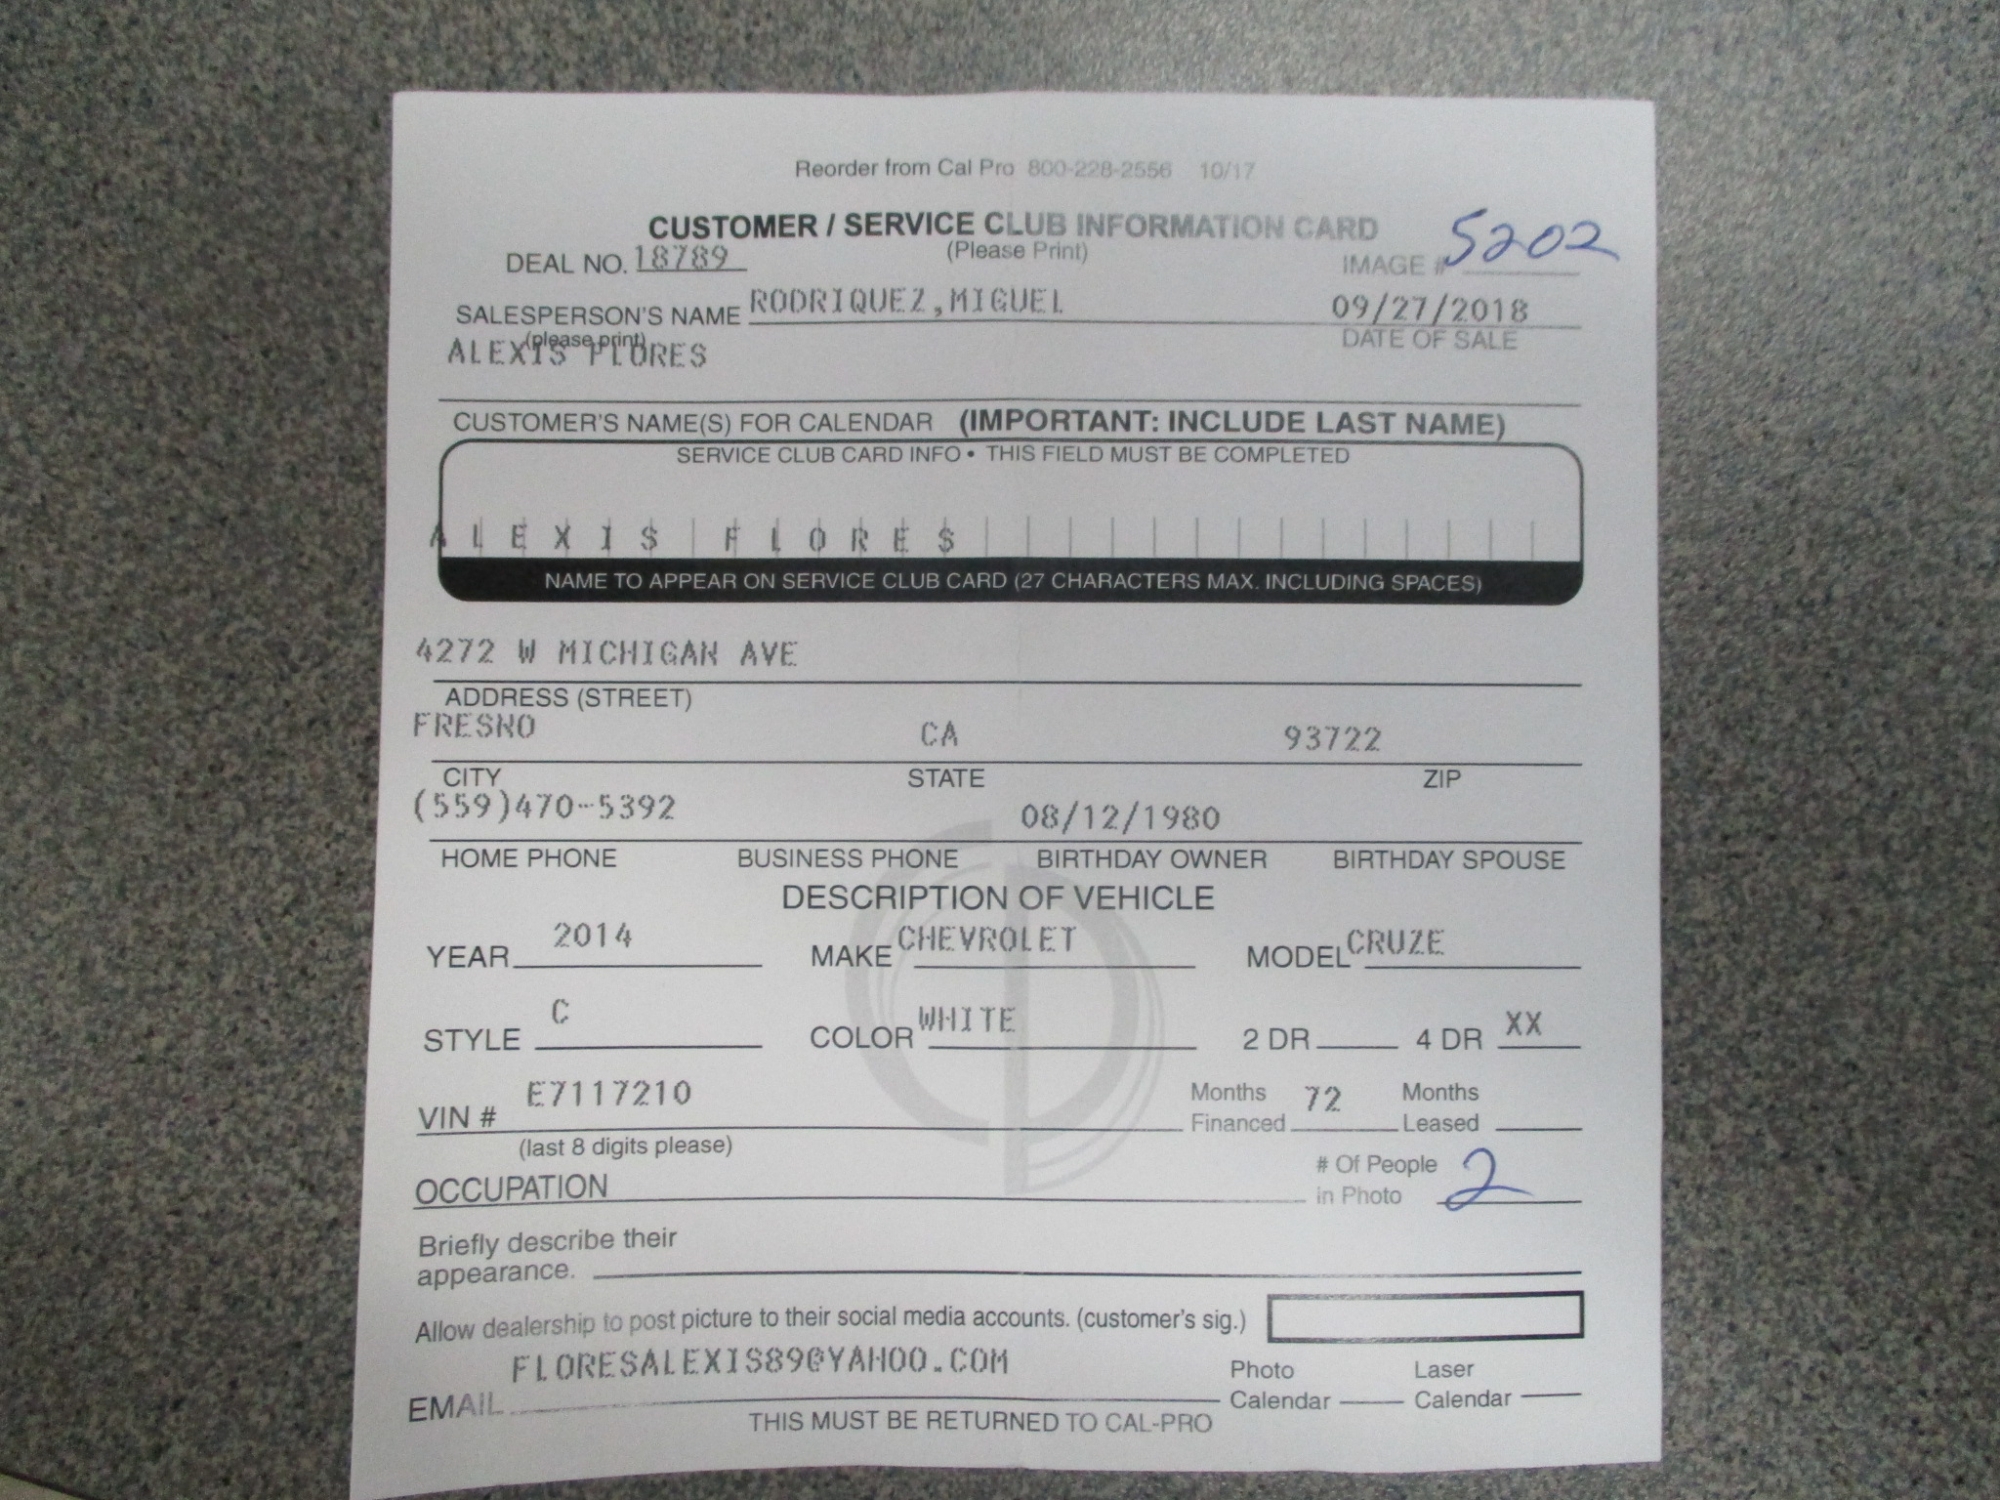 Reorder from Cal Pro 800-228-2556 10/17
CUSTOMER / SERVICE CLUB INFORMATION CARD
(Please Print)
DEAL NO. 18789 IMAGE # 5202
SALESPERSON'S NAME RODRIQUEZ,MIGUEL 09/27/2018
(please print) DATE OF SALE
ALEXIS FLORES
CUSTOMER'S NAME(S) FOR CALENDAR (IMPORTANT: INCLUDE LAST NAME)
SERVICE CLUB CARD INFO • THIS FIELD MUST BE COMPLETED
A L E X I S F L O R E S
NAME TO APPEAR ON SERVICE CLUB CARD (27 CHARACTERS MAX. INCLUDING SPACES)
4272 W MICHIGAN AVE
ADDRESS (STREET)
FRESNO CA 93722
CITY STATE ZIP
(559)470-5392 08/12/1980
HOME PHONE BUSINESS PHONE BIRTHDAY OWNER BIRTHDAY SPOUSE
DESCRIPTION OF VEHICLE
YEAR 2014 MAKE CHEVROLET MODEL CRUZE
STYLE C COLOR WHITE 2 DR 4 DR XX
VIN # E7117210 Months Financed 72 Months Leased
(last 8 digits please)
OCCUPATION # Of People in Photo 2
Briefly describe their
appearance.
Allow dealership to post picture to their social media accounts. (customer's sig.)
EMAIL FLORESALEXIS89@YAHOO.COM Photo Calendar Laser Calendar
THIS MUST BE RETURNED TO CAL-PRO